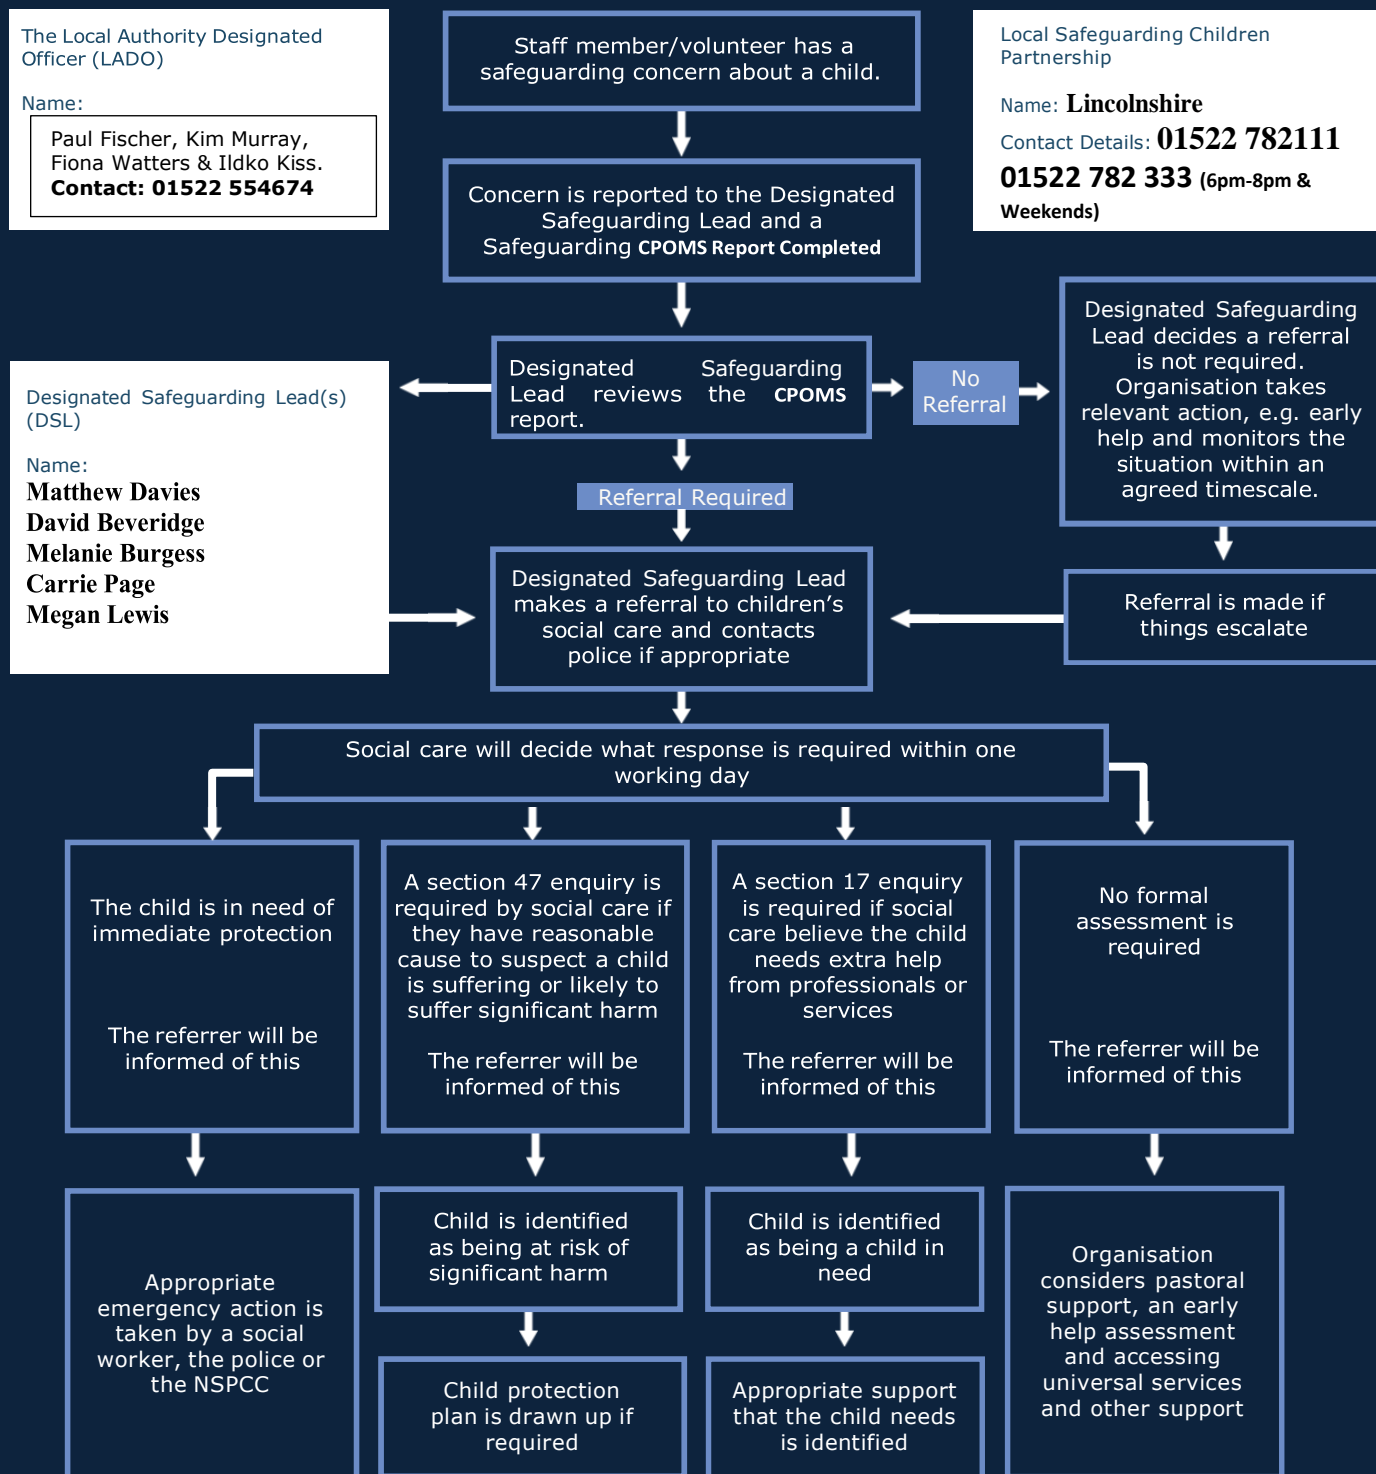 The Local Authority Designated
Officer (LADO)
Name:
Paul Fischer, Kim Murray,
Fiona Watters & Ildko Kiss.
Contact: 01522 554674
Staff member/volunteer has a
safeguarding concern about a child.
Local Safeguarding Children
Partnership
Name: Lincolnshire
Contact Details: 01522 782111
01522 782 333 (6pm-8pm &
Weekends)
Concern is reported to the Designated
Safeguarding Lead and a
Safeguarding CPOMS Report Completed
Designated Safeguarding
Lead reviews the CPOMS
report.
No
Referral
Designated Safeguarding
Lead decides a referral
is not required.
Organisation takes
relevant action, e.g. early
help and monitors the
situation within an
agreed timescale.
Designated Safeguarding Lead(s)
(DSL)
Name:
Matthew Davies
David Beveridge
Melanie Burgess
Carrie Page
Megan Lewis
Referral Required
Designated Safeguarding Lead
makes a referral to children’s
social care and contacts
police if appropriate
Referral is made if
things escalate
Social care will decide what response is required within one
working day
The child is in need of
immediate protection
The referrer will be
informed of this
A section 47 enquiry is
required by social care if
they have reasonable
cause to suspect a child
is suffering or likely to
suffer significant harm
The referrer will be
informed of this
A section 17 enquiry
is required if social
care believe the child
needs extra help
from professionals or
services
The referrer will be
informed of this
No formal
assessment is
required
The referrer will be
informed of this
Appropriate
emergency action is
taken by a social
worker, the police or
the NSPCC
Child is identified
as being at risk of
significant harm
Child protection
plan is drawn up if
required
Child is identified
as being a child in
need
Appropriate support
that the child needs
is identified
Organisation
considers pastoral
support, an early
help assessment
and accessing
universal services
and other support